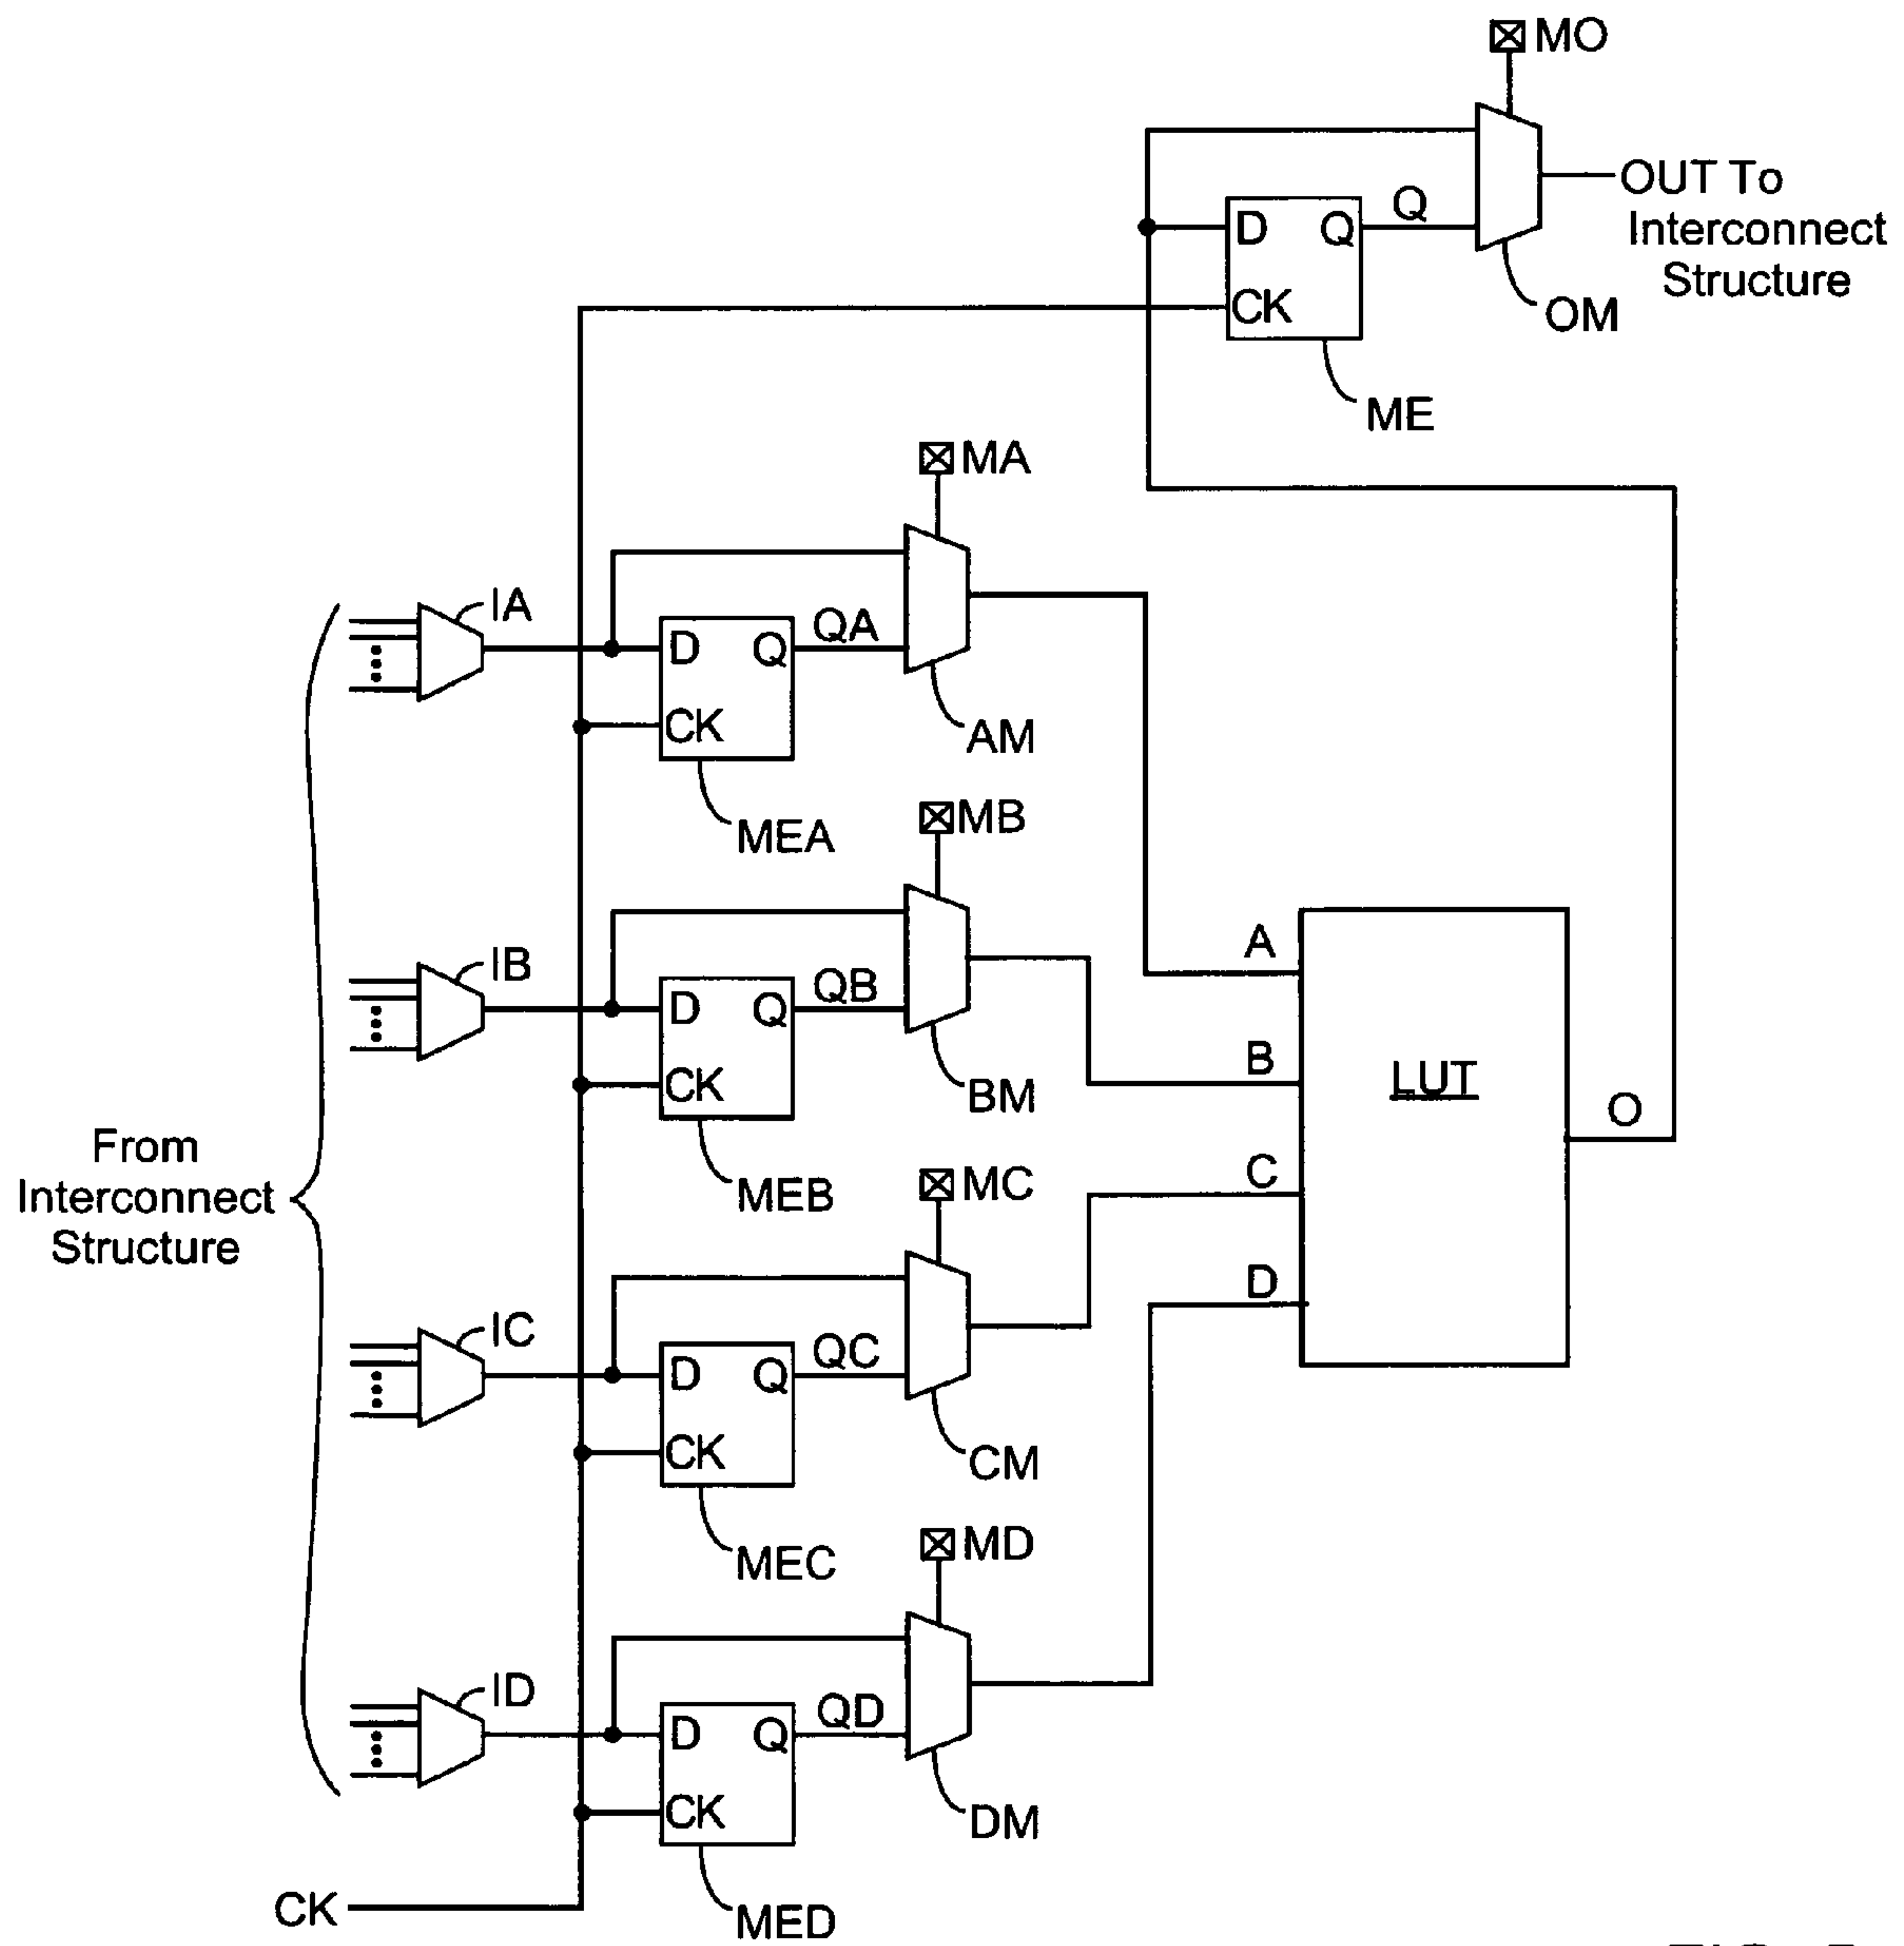 MO
OUT To
Interconnect
Structure
D
Q
Q
CK
OM
ME
MA
IA
D
Q
QA
CK
AM
MEA
MB
IB
D
Q
QB
CK
BM
MEB
A
B
C
D
LUT
O
From
Interconnect
Structure
MC
IC
D
Q
QC
CK
CM
MEC
MD
ID
D
Q
QD
CK
DM
MED
CK